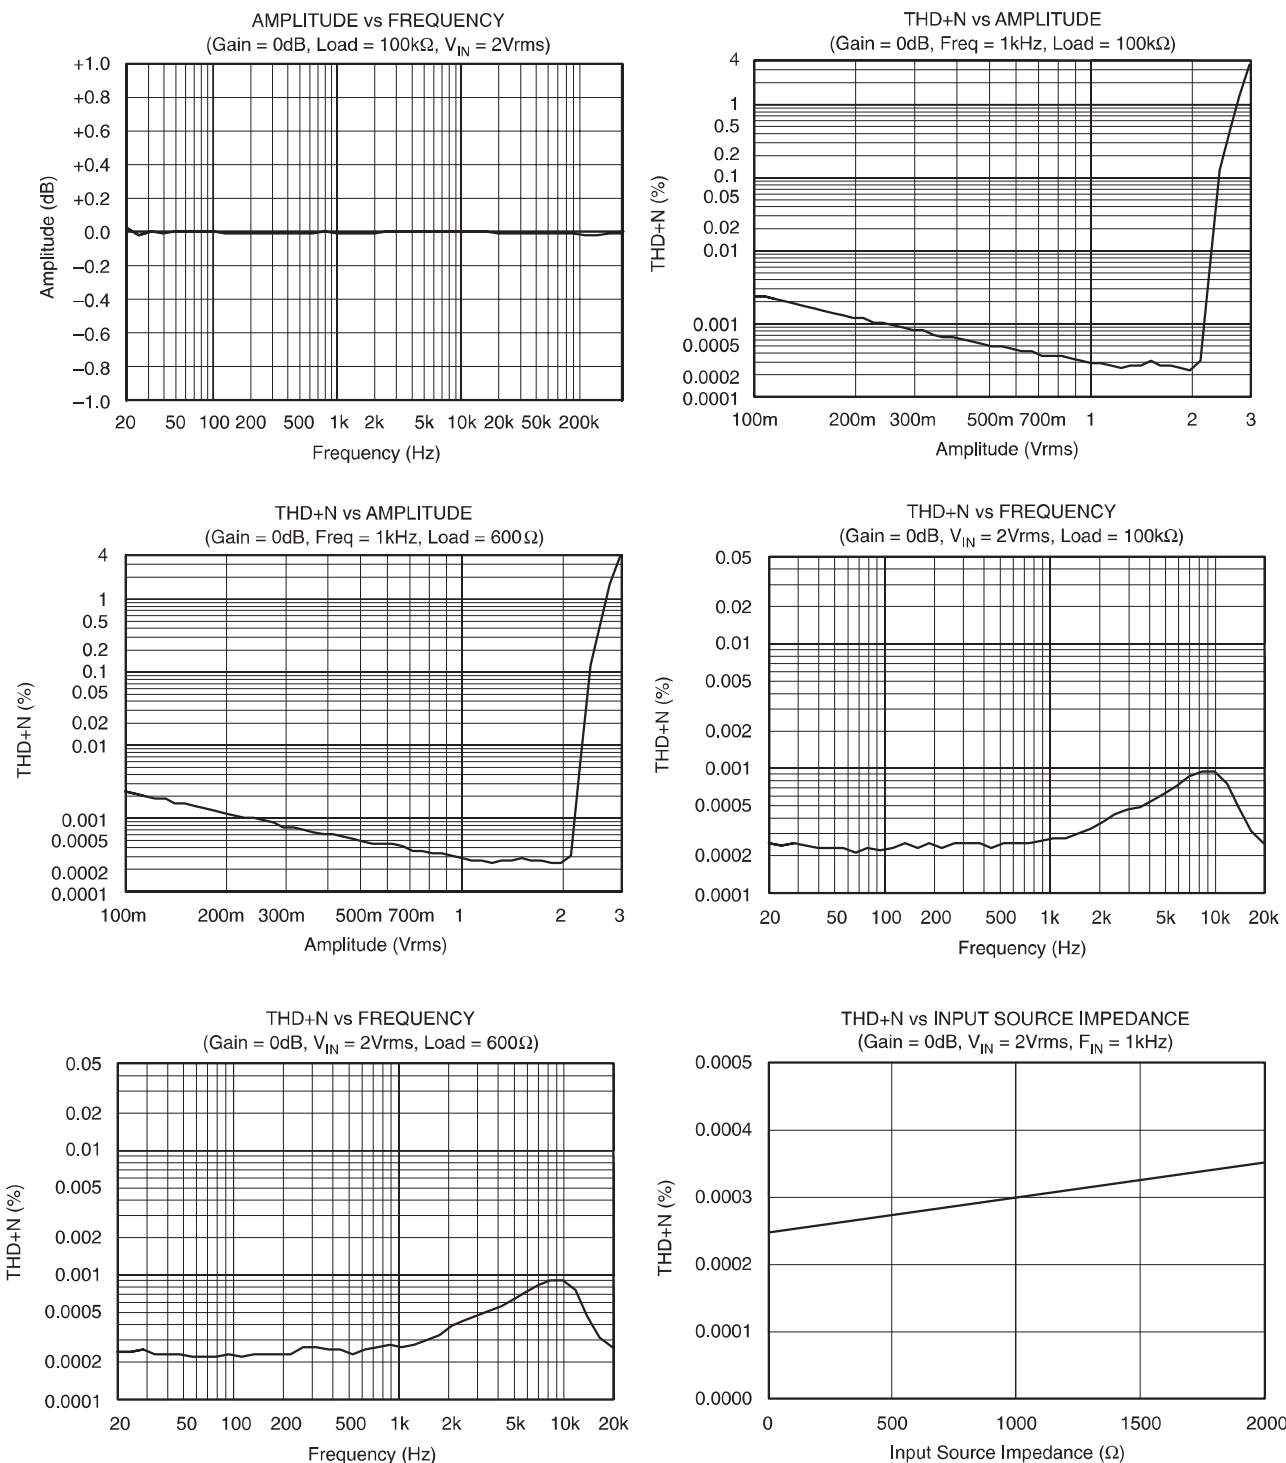 AMPLITUDE vs FREQUENCY
(Gain = 0dB, Load = 100kΩ, VIN = 2Vrms)
+1.0
+0.8
+0.6
+0.4
+0.2
0.0
–0.2
–0.4
–0.6
–0.8
–1.0
Amplitude (dB)
20 50 100 200 500 1k 2k 5k 10k 20k 50k 200k
Frequency (Hz)
THD+N vs AMPLITUDE
(Gain = 0dB, Freq = 1kHz, Load = 100kΩ)
4
1
0.5
0.2
0.1
0.05
0.02
0.01
0.001
0.0005
0.0002
0.0001
THD+N (%)
100m 200m 300m 500m 700m 1 2 3
Amplitude (Vrms)
THD+N vs AMPLITUDE
(Gain = 0dB, Freq = 1kHz, Load = 600Ω)
4
1
0.5
0.2
0.1
0.05
0.02
0.01
0.001
0.0005
0.0002
0.0001
THD+N (%)
100m 200m 300m 500m 700m 1 2 3
Amplitude (Vrms)
THD+N vs FREQUENCY
(Gain = 0dB, VIN = 2Vrms, Load = 100kΩ)
0.05
0.02
0.01
0.005
0.002
0.001
0.0005
0.0002
0.0001
THD+N (%)
20 50 100 200 500 1k 2k 5k 10k 20k
Frequency (Hz)
THD+N vs FREQUENCY
(Gain = 0dB, VIN = 2Vrms, Load = 600Ω)
0.05
0.02
0.01
0.005
0.002
0.001
0.0005
0.0002
0.0001
THD+N (%)
20 50 100 200 500 1k 2k 5k 10k 20k
Frequency (Hz)
THD+N vs INPUT SOURCE IMPEDANCE
(Gain = 0dB, VIN = 2Vrms, FIN = 1kHz)
0.0005
0.0004
0.0003
0.0002
0.0001
0.0000
THD+N (%)
0 500 1000 1500 2000
Input Source Impedance (Ω)